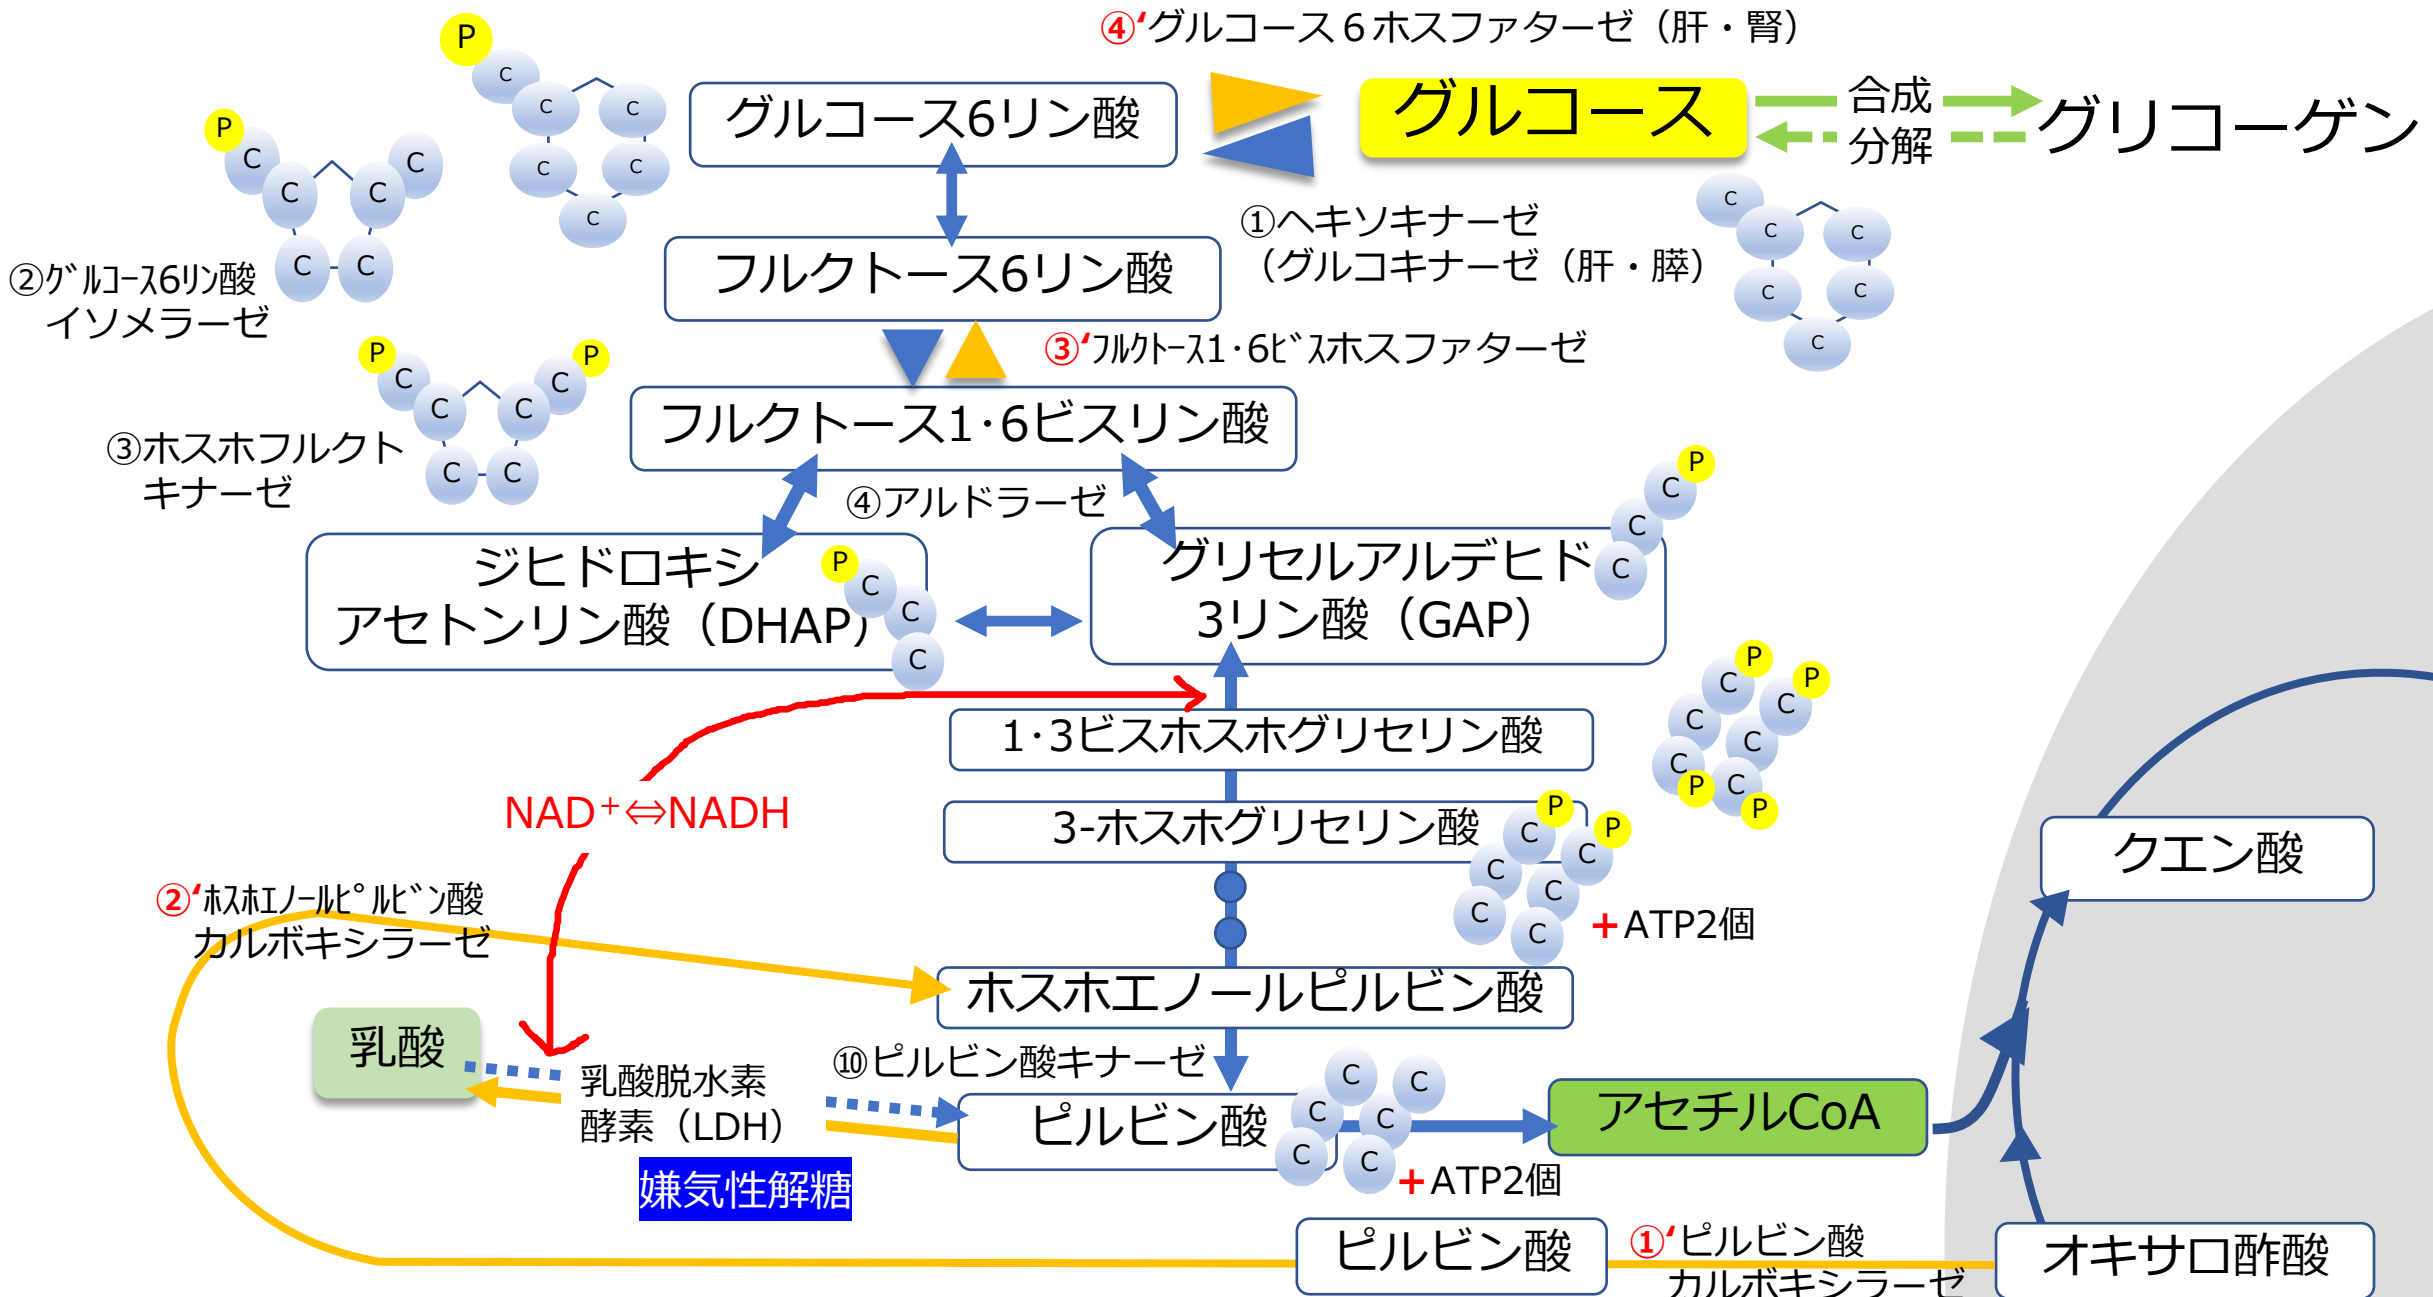 ④‘グルコース6ホスファターゼ（肝・腎）
P
C
C
C
C
C
C
グルコース6リン酸
グルコース
合成
分解
グリコーゲン
P
C
C
C
C
C
C
①ヘキソキナーゼ
（グルコキナーゼ（肝・膵）
C
C
C
C
C
C
フルクトース6リン酸
②ｸﾞﾙｺｰｽ6ﾘﾝ酸
イソメラーゼ
③‘ﾌﾙｸﾄｰｽ1･6ﾋﾞｽホスファターゼ
P
P
C
C
C
C
C
C
フルクトース1･6ビスリン酸
③ホスホフルクト
キナーゼ
④アルドラーゼ
P
C
C
C
ジヒドロキシ
アセトンリン酸（DHAP）
P
C
C
C
グリセルアルデヒド
3リン酸（GAP）
P
P
C
C
C
C
C
C
P
P
1･3ビスホスホグリセリン酸
NAD⁺⇔NADH
3-ホスホグリセリン酸
P
P
C
C
C
C
C
C
+ATP2個
クエン酸
②‘ﾎｽﾎｴﾉｰﾙﾋﾟﾙﾋﾞﾝ酸
カルボキシラーゼ
ホスホエノールピルビン酸
乳酸
乳酸脱水素
酵素（LDH）
⑩ピルビン酸キナーゼ
ピルビン酸
C
C
C
C
C
C
+ATP2個
アセチルCoA
嫌気性解糖
ピルビン酸
①‘ピルビン酸
カルボキシラーゼ
オキサロ酢酸